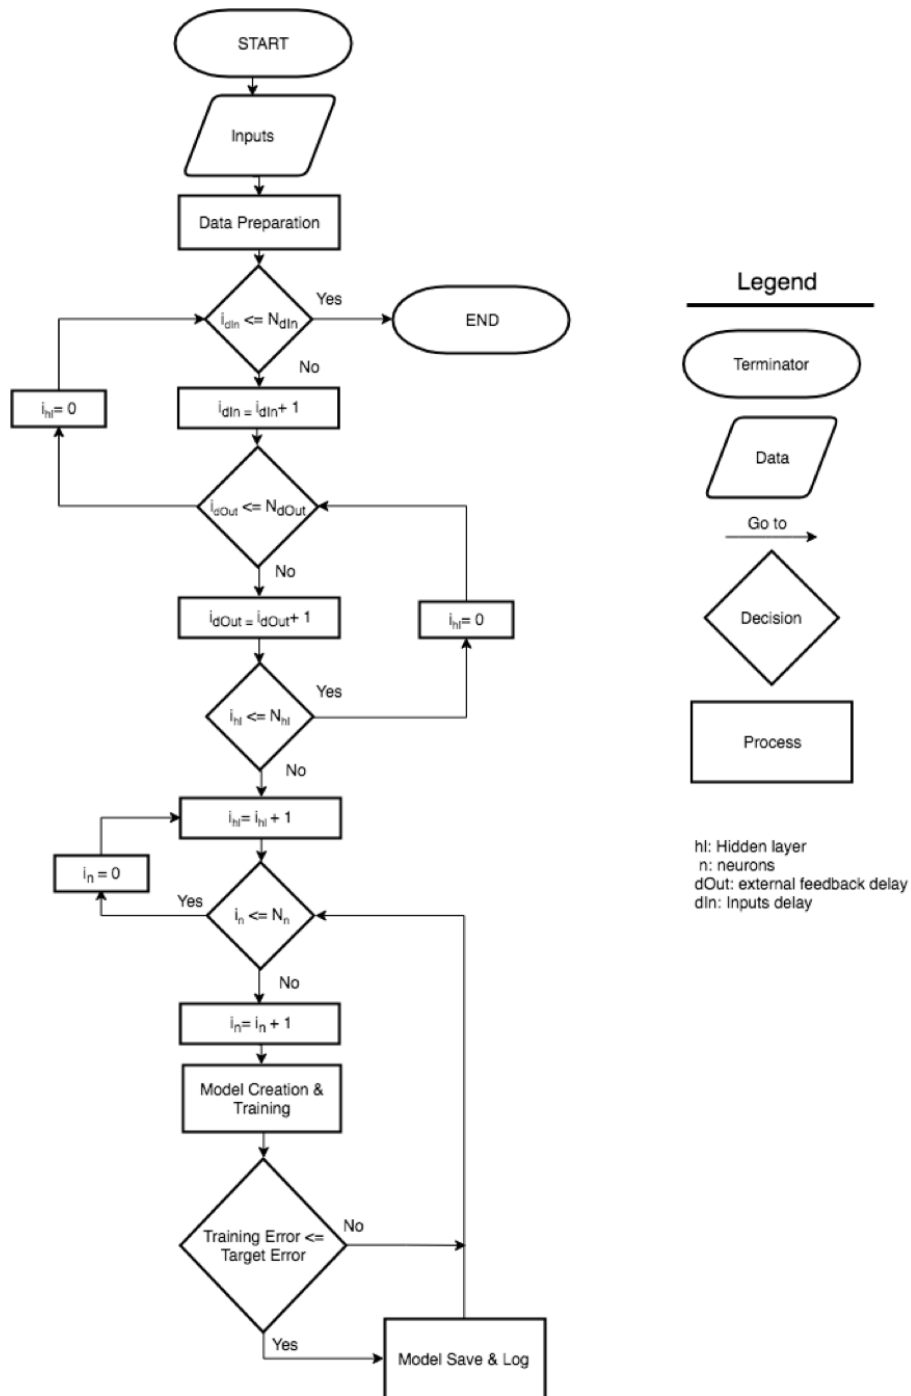 START
Inputs
Data Preparation
i_dIn <= N_dIn
Yes
END
No
i_hl= 0
i_dIn = i_dIn+ 1
i_dOut <= N_dOut
No
i_dOut = i_dOut+ 1
i_hl= 0
Yes
i_hl <= N_hl
No
i_hl= i_hl + 1
i_n = 0
Yes
i_n <= N_n
No
i_n= i_n + 1
Model Creation &
Training
Training Error <=
Target Error
No
Yes
Model Save & Log
Legend
Terminator
Data
Go to
Decision
Process
hl: Hidden layer
n: neurons
dOut: external feedback delay
dIn: Inputs delay